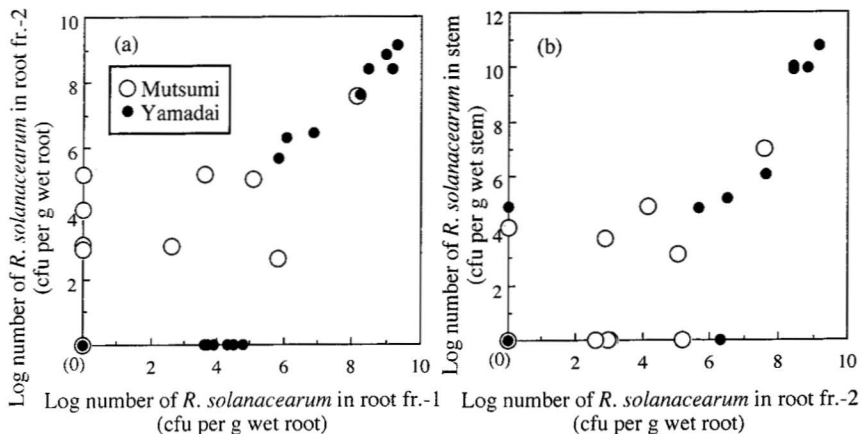 Log number of R. solanacearum in root fr.-2
(cfu per g wet root)
10
8
6
4
2
(0)
2
4
6
8
10
(a)
Mutsumi
Yamadai
Log number of R. solanacearum in root fr.-1
(cfu per g wet root)
Log number of R. solanacearum in stem
(cfu per g wet stem)
12
10
8
6
4
2
(0)
2
4
6
8
10
(b)
Log number of R. solanacearum in root fr.-2
(cfu per g wet root)